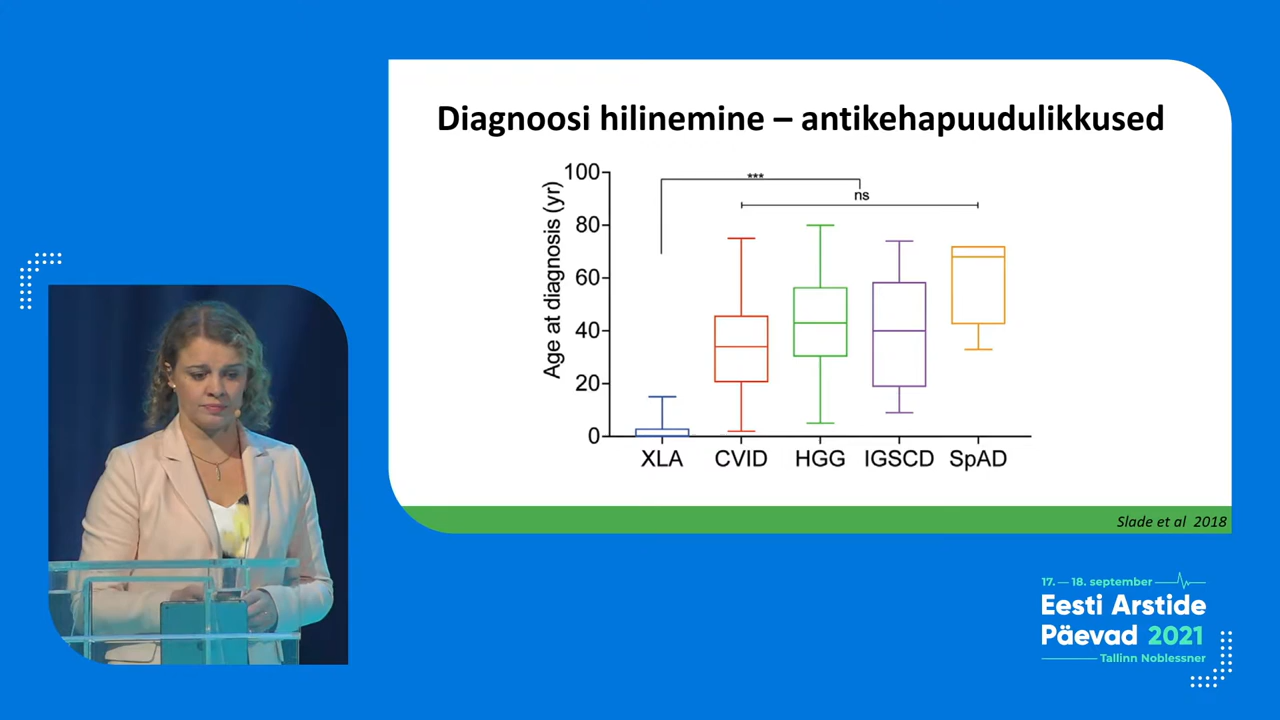 Diagnoosi hilinemine – antikehapuudulikkused
Age at diagnosis (yr)
100
80
60
40
20
0
***
ns
XLA CVID HGG IGSCD SpAD
Slade et al 2018
17. — 18. september
Eesti Arstide
Päevad 2021
Tallinn Noblessner